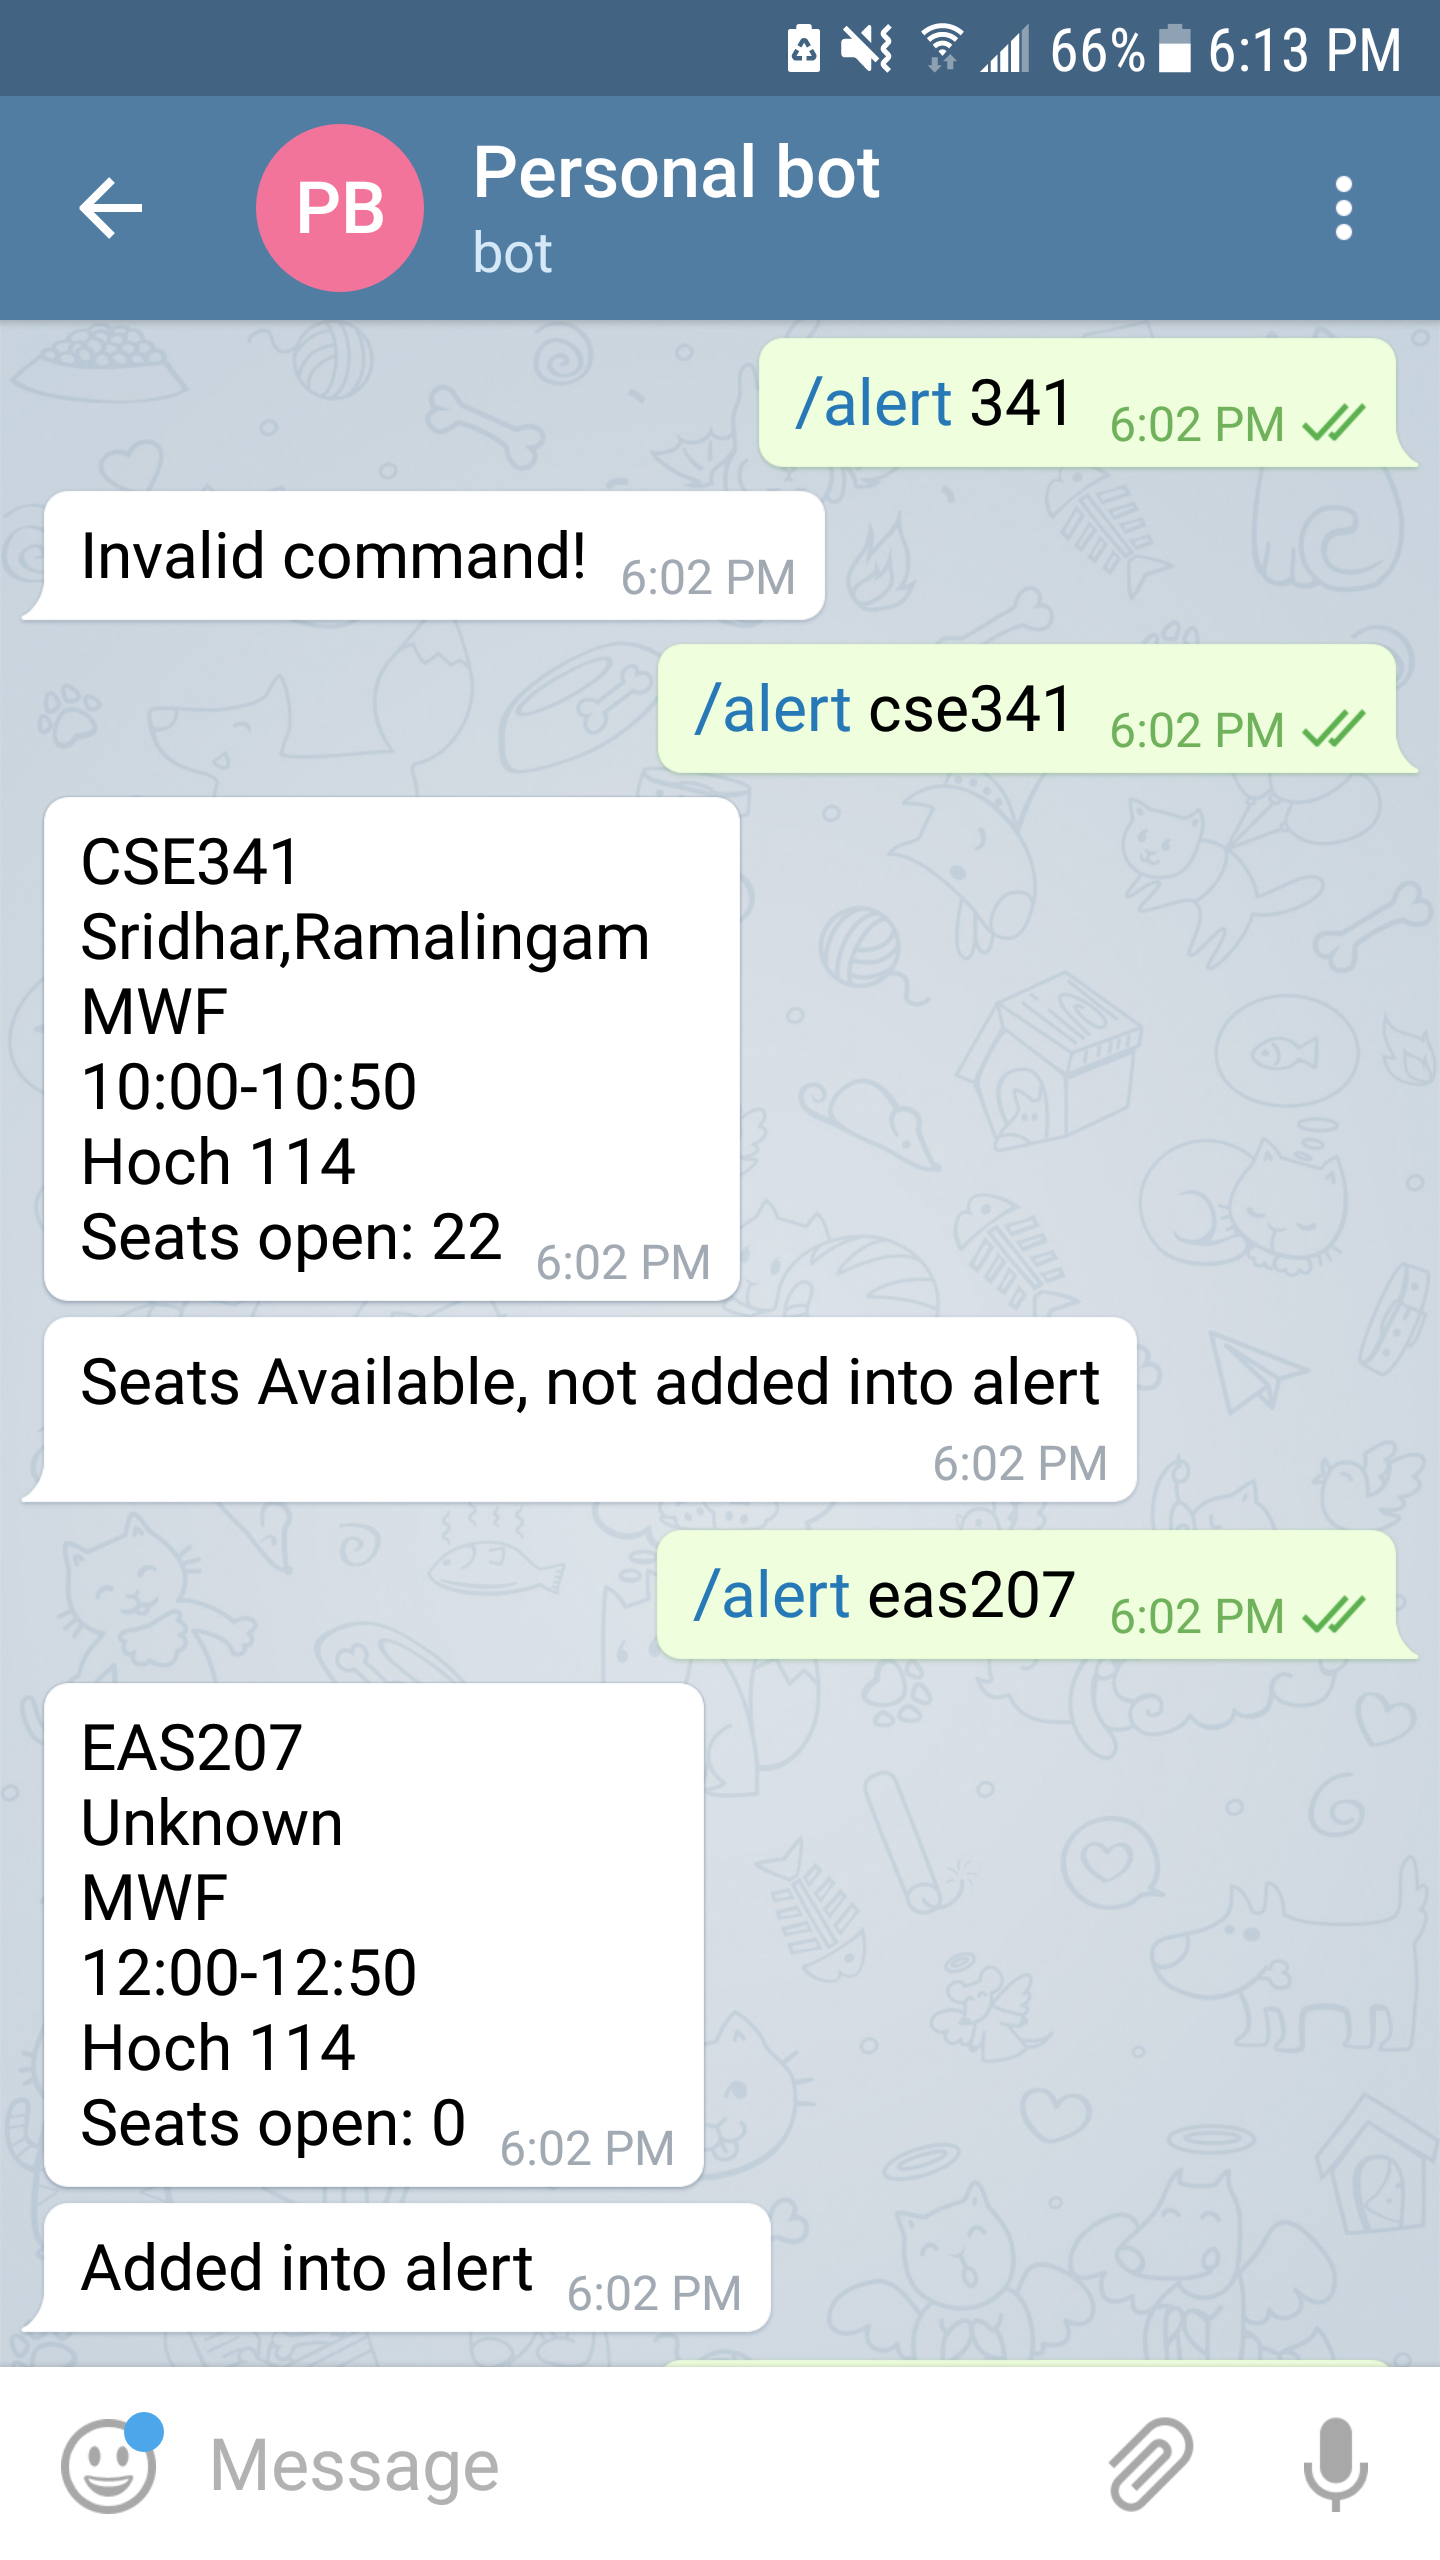 66% 6:13 PM
PB
Personal bot
bot
/alert 341 6:02 PM
Invalid command! 6:02 PM
/alert cse341 6:02 PM
CSE341
Sridhar,Ramalingam
MWF
10:00-10:50
Hoch 114
Seats open: 22 6:02 PM
Seats Available, not added into alert
6:02 PM
/alert eas207 6:02 PM
EAS207
Unknown
MWF
12:00-12:50
Hoch 114
Seats open: 0 6:02 PM
Added into alert 6:02 PM
Message